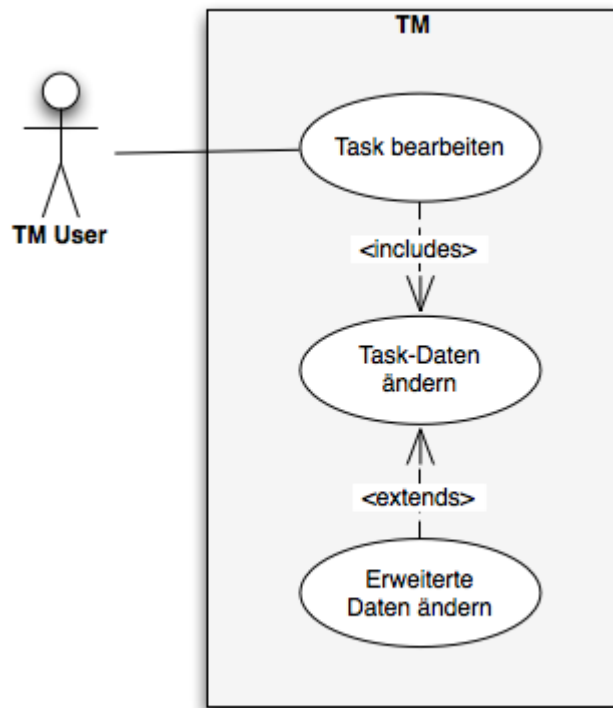 TM
Task bearbeiten
TM User
<includes>
Task-Daten
ändern
<extends>
Erweiterte
Daten ändern